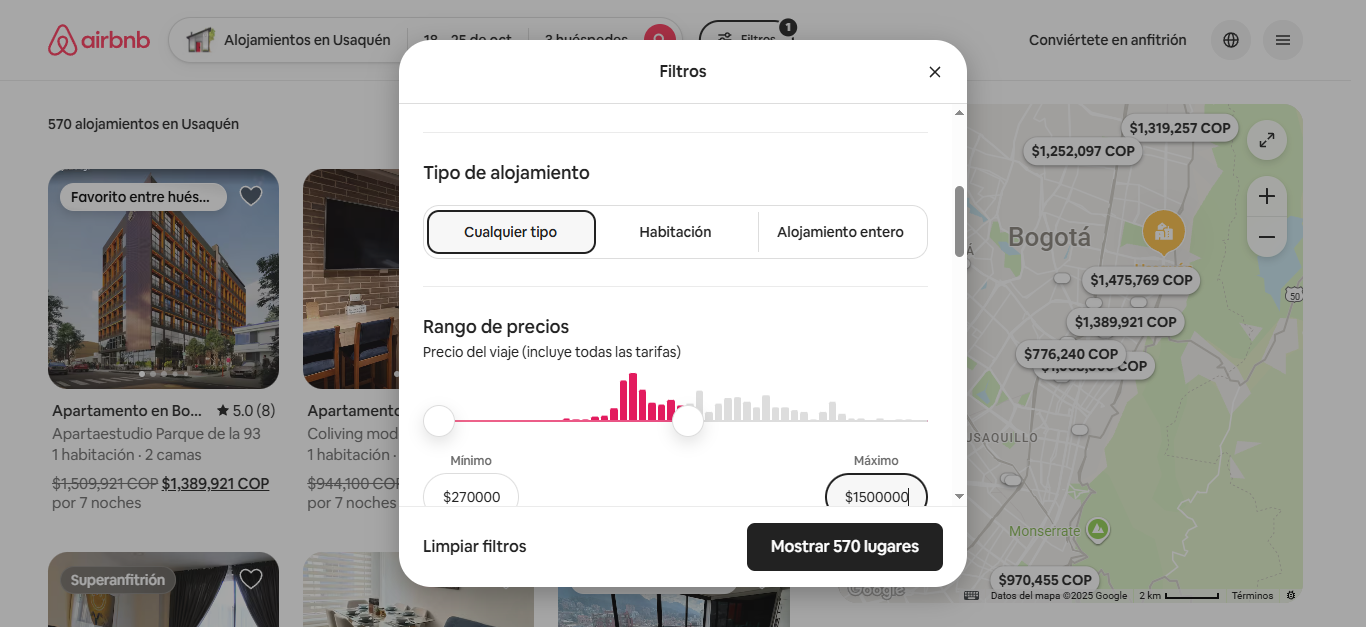 airbnb
Alojamientos en Usaquén
18 – 25 de oct.
3 huéspedes
Filtros
1
Conviértete en anfitrión
Filtros
570 alojamientos en Usaquén
Tipo de alojamiento
Cualquier tipo
Habitación
Alojamiento entero
Rango de precios
Precio del viaje (incluye todas las tarifas)
Mínimo
Máximo
$270000
$1500000
Limpiar filtros
Mostrar 570 lugares
Favorito entre hués...
Apartamento en Bo...
5.0 (8)
Apartaestudio Parque de la 93
1 habitación · 2 camas
$1,509,921 COP $1,389,921 COP
por 7 noches
Apartamento
Coliving mod
1 habitación ·
$944,100 COP
por 7 noches
Superanfitrión
$1,319,257 COP
$1,252,097 COP
Bogotá
$1,475,769 COP
50
$1,389,921 COP
$776,240 COP
COP
USAQUILLO
Monserrate
$970,455 COP
Google
Datos del mapa ©2025 Google
2 km
Términos